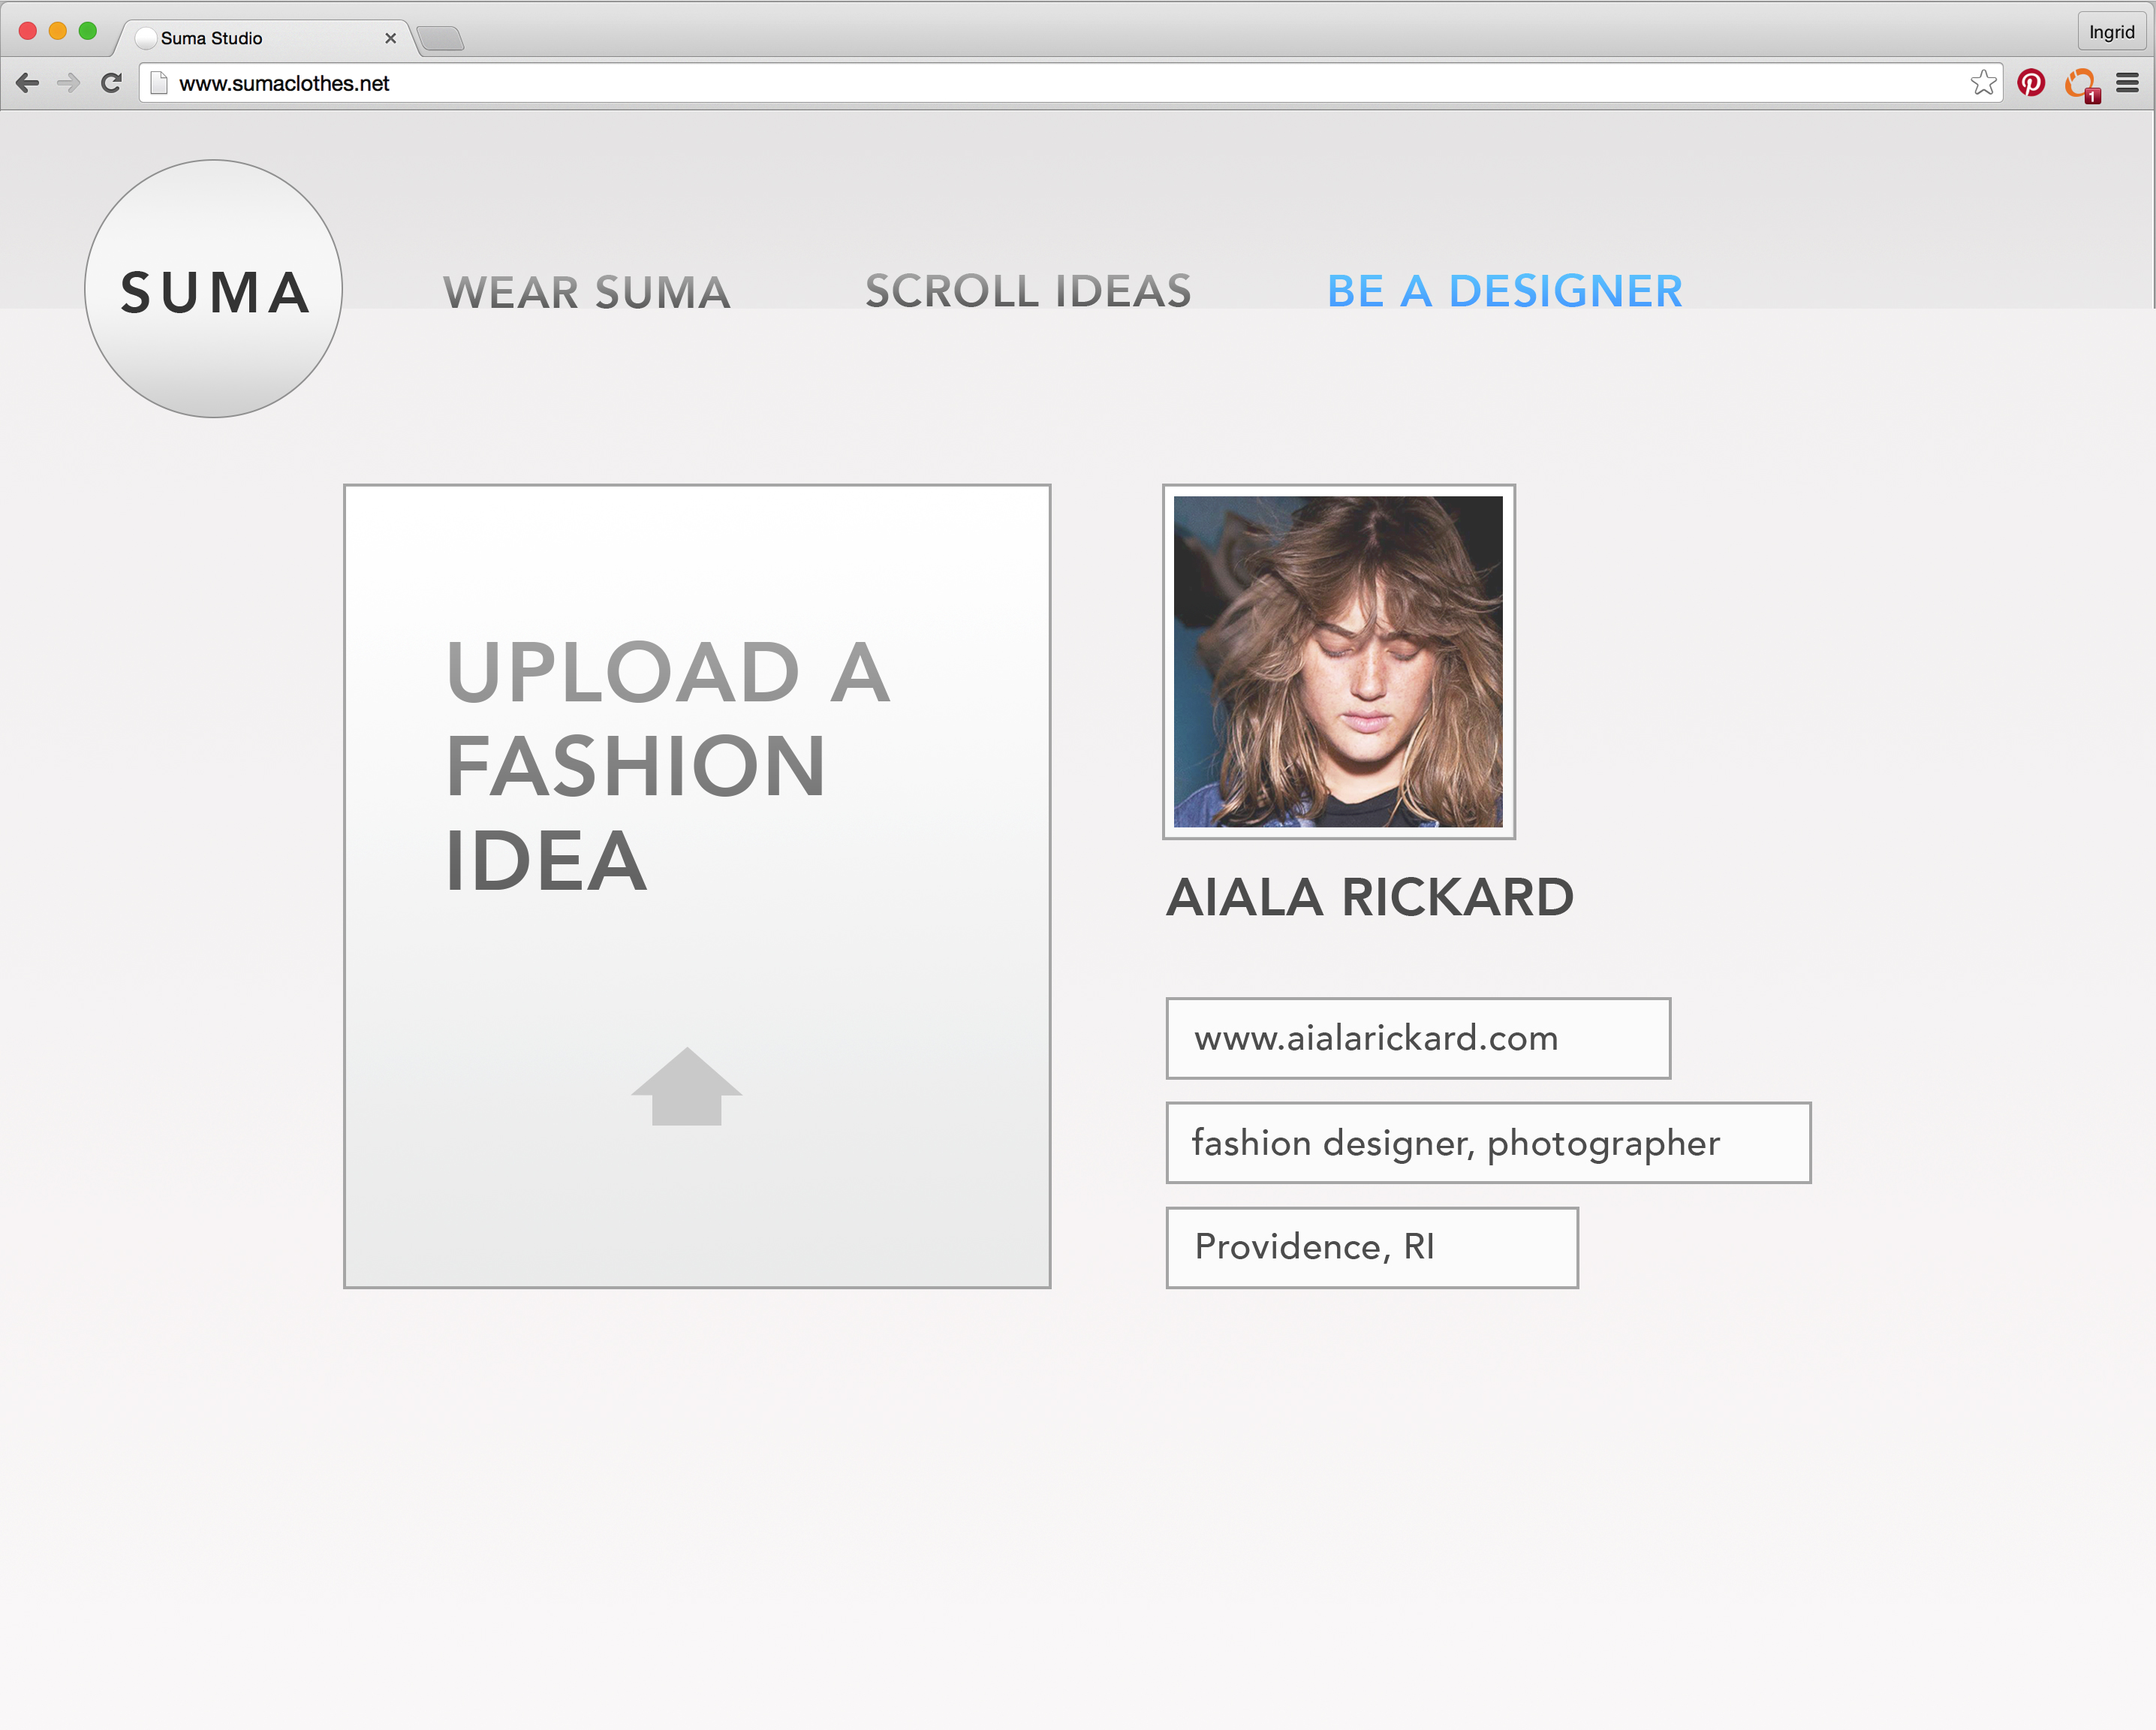 Suma Studio
Ingrid
www.sumaclothes.net
1
SUMA
WEAR SUMA
SCROLL IDEAS
BE A DESIGNER
UPLOAD A
FASHION
IDEA
AIALA RICKARD
www.aialarickard.com
fashion designer, photographer
Providence, RI